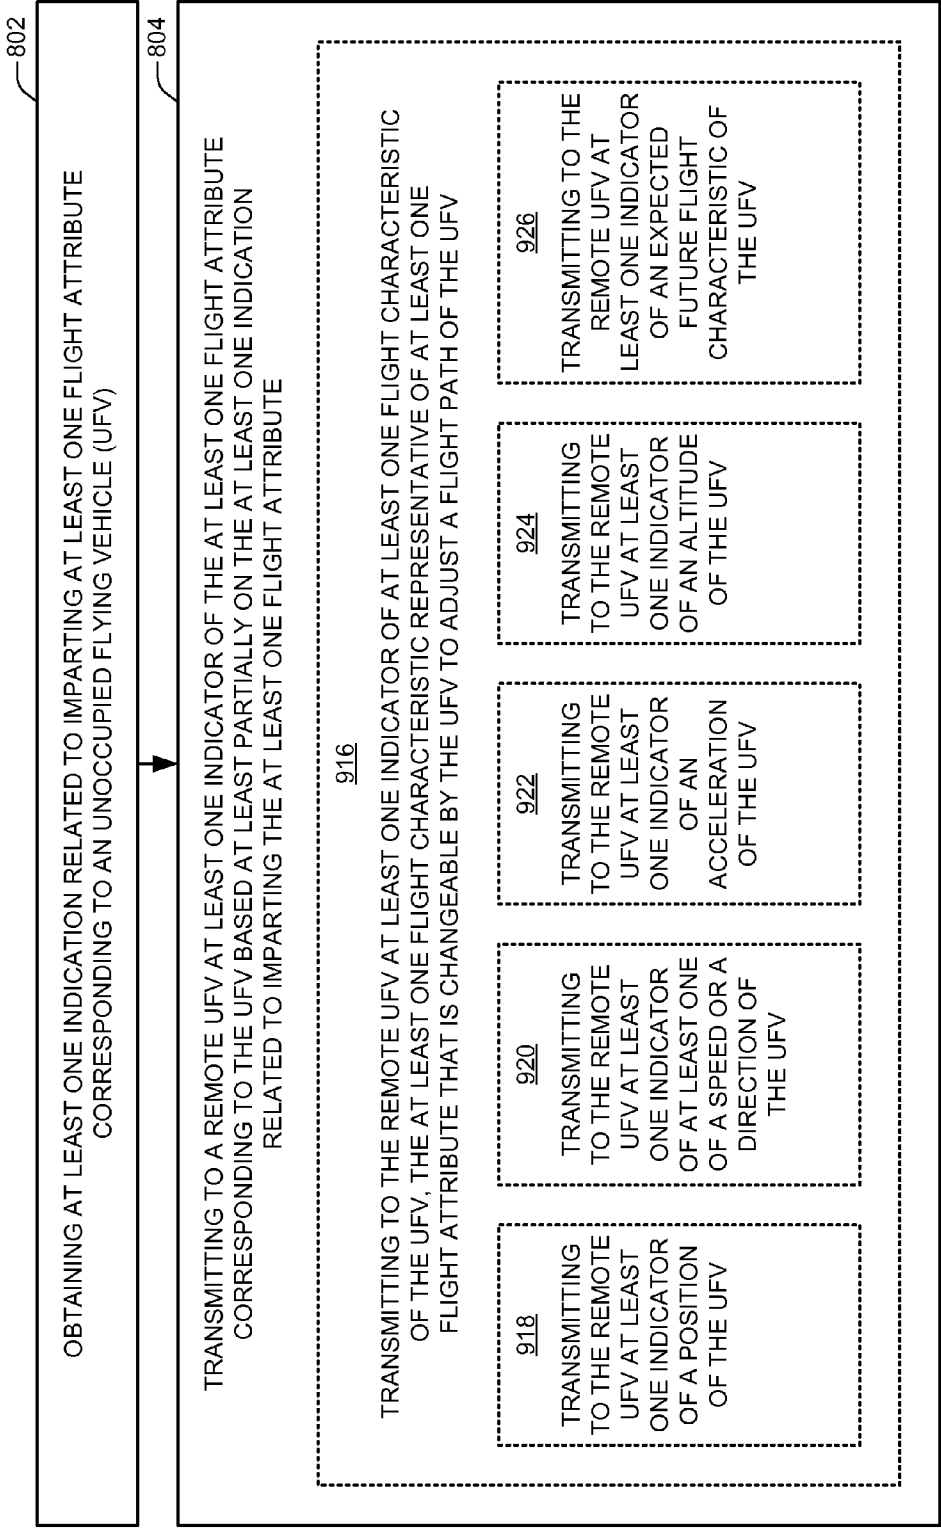 802
OBTAINING AT LEAST ONE INDICATION RELATED TO IMPARTING AT LEAST ONE FLIGHT ATTRIBUTE
CORRESPONDING TO AN UNOCCUPIED FLYING VEHICLE (UFV)
804
TRANSMITTING TO A REMOTE UFV AT LEAST ONE INDICATOR OF THE AT LEAST ONE FLIGHT ATTRIBUTE
CORRESPONDING TO THE UFV BASED AT LEAST PARTIALLY ON THE AT LEAST ONE INDICATION
RELATED TO IMPARTING THE AT LEAST ONE FLIGHT ATTRIBUTE
916
TRANSMITTING TO THE REMOTE UFV AT LEAST ONE INDICATOR OF AT LEAST ONE FLIGHT CHARACTERISTIC
OF THE UFV, THE AT LEAST ONE FLIGHT CHARACTERISTIC REPRESENTATIVE OF AT LEAST ONE
FLIGHT ATTRIBUTE THAT IS CHANGEABLE BY THE UFV TO ADJUST A FLIGHT PATH OF THE UFV
918
TRANSMITTING
TO THE REMOTE
UFV AT LEAST
ONE INDICATOR
OF A POSITION
OF THE UFV
920
TRANSMITTING
TO THE REMOTE
UFV AT LEAST
ONE INDICATOR
OF AT LEAST ONE
OF A SPEED OR A
DIRECTION OF
THE UFV
922
TRANSMITTING
TO THE REMOTE
UFV AT LEAST
ONE INDICATOR
OF AN
ACCELERATION
OF THE UFV
924
TRANSMITTING
TO THE REMOTE
UFV AT LEAST
ONE INDICATOR
OF AN ALTITUDE
OF THE UFV
926
TRANSMITTING TO THE
REMOTE UFV AT
LEAST ONE INDICATOR
OF AN EXPECTED
FUTURE FLIGHT
CHARACTERISTIC OF
THE UFV